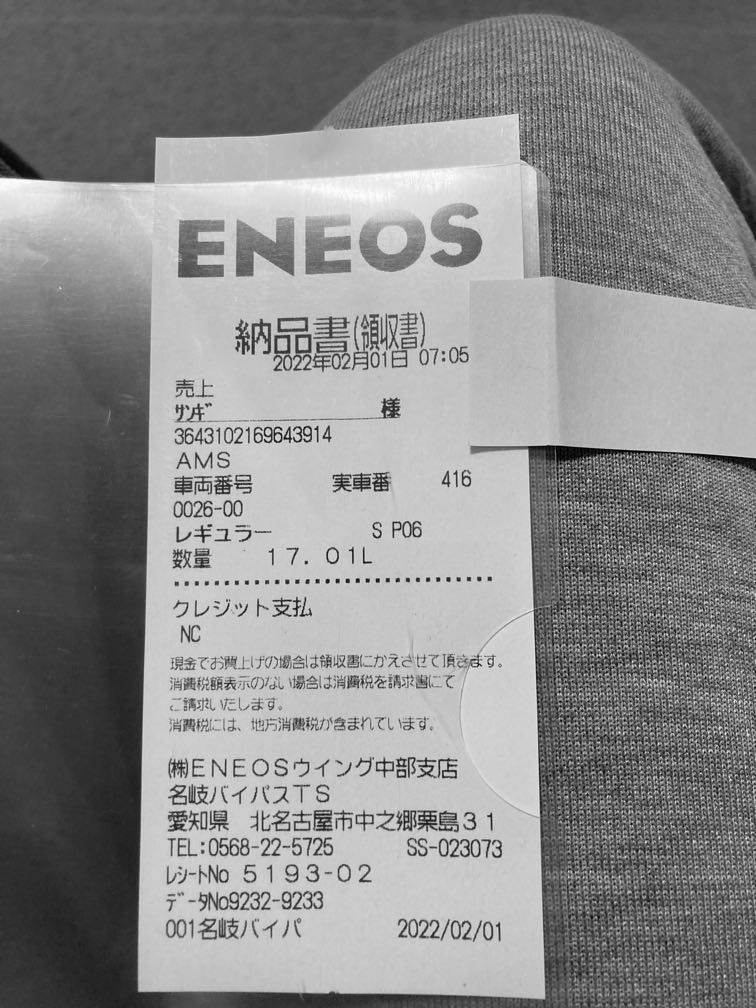 ENEOS
納品書(領収書)
2022年02月01日 07:05
売上
ｻﾝｷﾞ 様
3643102169643914
AMS
車両番号 実車番 416
0026-00
レギュラー S P06
数量 17.01L
クレジット支払
NC
現金でお買上げの場合は領収書にかえさせて頂きます。
消費税額表示のない場合は消費税を請求書にて
ご請求いたします。
消費税には、地方消費税が含まれています。
㈱ENEOSウイング中部支店
名岐バイパスTS
愛知県 北名古屋市中之郷栗島31
TEL:0568-22-5725 SS-023073
ﾚｼｰﾄNo 5193-02
ﾃﾞｰﾀNo9232-9233
001名岐バイパ 2022/02/01